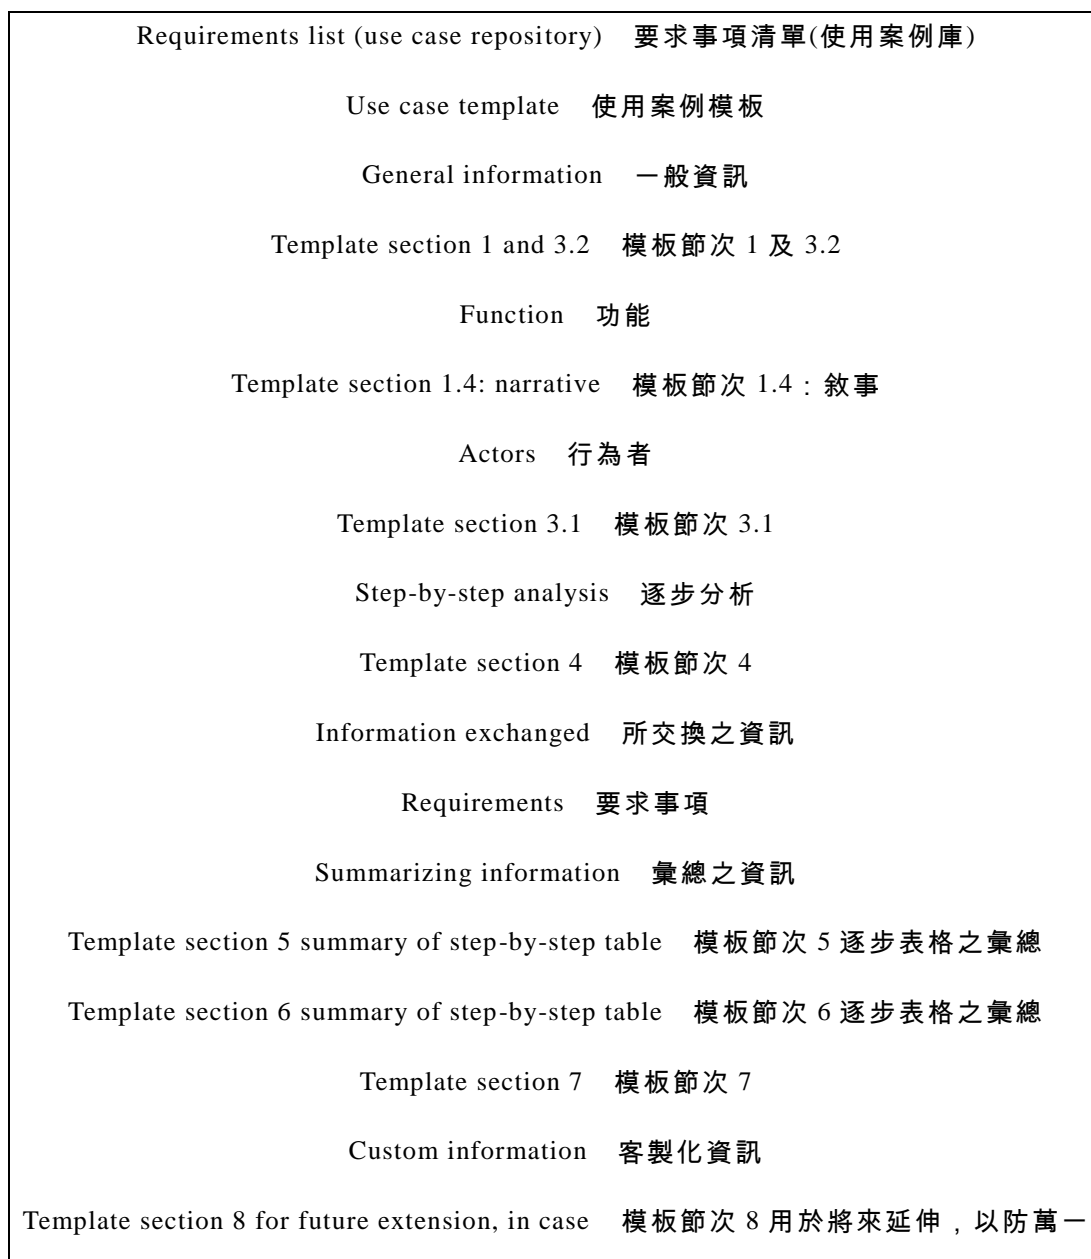 Requirements list (use case repository) 要求事項清單(使用案例庫)
Use case template 使用案例模板
General information 一般資訊
Template section 1 and 3.2 模板節次 1 及 3.2
Function 功能
Template section 1.4: narrative 模板節次 1.4：敘事
Actors 行為者
Template section 3.1 模板節次 3.1
Step-by-step analysis 逐步分析
Template section 4 模板節次 4
Information exchanged 所交換之資訊
Requirements 要求事項
Summarizing information 彙總之資訊
Template section 5 summary of step-by-step table 模板節次 5 逐步表格之彙總
Template section 6 summary of step-by-step table 模板節次 6 逐步表格之彙總
Template section 7 模板節次 7
Custom information 客製化資訊
Template section 8 for future extension, in case 模板節次 8 用於將來延伸，以防萬一